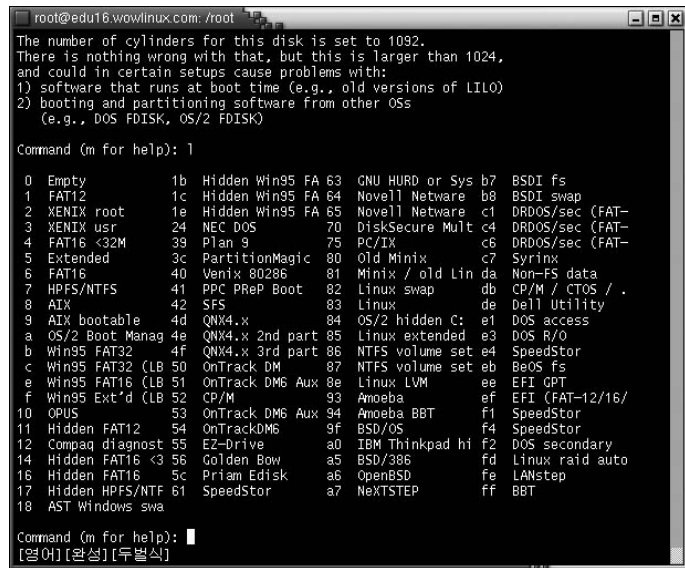 root@edu16.wowlinux.com: /root
The number of cylinders for this disk is set to 1092.
There is nothing wrong with that, but this is larger than 1024,
and could in certain setups cause problems with:
1) software that runs at boot time (e.g., old versions of LILO)
2) booting and partitioning software from other OSs
(e.g., DOS FDISK, OS/2 FDISK)
Command (m for help): l
0 Empty 1b Hidden Win95 FA 63 GNU HURD or Sys b7 BSDI fs
1 FAT12 1c Hidden Win95 FA 64 Novell Netware b8 BSDI swap
2 XENIX root 1e Hidden Win95 FA 65 Novell Netware c1 DRDOS/sec (FAT-
3 XENIX usr 24 NEC DOS 70 DiskSecure Mult c4 DRDOS/sec (FAT-
4 FAT16 <32M 39 Plan 9 75 PC/IX c6 DRDOS/sec (FAT-
5 Extended 3c PartitionMagic 80 Old Minix c7 Syrinx
6 FAT16 40 Venix 80286 81 Minix / old Lin da Non-FS data
7 HPFS/NTFS 41 PPC PReP Boot 82 Linux swap db CP/M / CTOS / .
8 AIX 42 SFS 83 Linux de Dell Utility
9 AIX bootable 4d QNX4.x 84 OS/2 hidden C: e1 DOS access
a OS/2 Boot Manag 4e QNX4.x 2nd part 85 Linux extended e3 DOS R/O
b Win95 FAT32 4f QNX4.x 3rd part 86 NTFS volume set e4 SpeedStor
c Win95 FAT32 (LB 50 OnTrack DM 87 NTFS volume set eb BeOS fs
e Win95 FAT16 (LB 51 OnTrack DM6 Aux 8e Linux LVM ee EFI GPT
f Win95 Ext'd (LB 52 CP/M 93 Amoeba ef EFI (FAT-12/16/
10 OPUS 53 OnTrack DM6 Aux 94 Amoeba BBT f1 SpeedStor
11 Hidden FAT12 54 OnTrackDM6 9f BSD/OS f4 SpeedStor
12 Compaq diagnost 55 EZ-Drive a0 IBM Thinkpad hi f2 DOS secondary
14 Hidden FAT16 <3 56 Golden Bow a5 BSD/386 fd Linux raid auto
16 Hidden FAT16 5c Priam Edisk a6 OpenBSD fe LANstep
17 Hidden HPFS/NTF 61 SpeedStor a7 NeXTSTEP ff BBT
18 AST Windows swa
Command (m for help):
[영어][완성][두벌식]